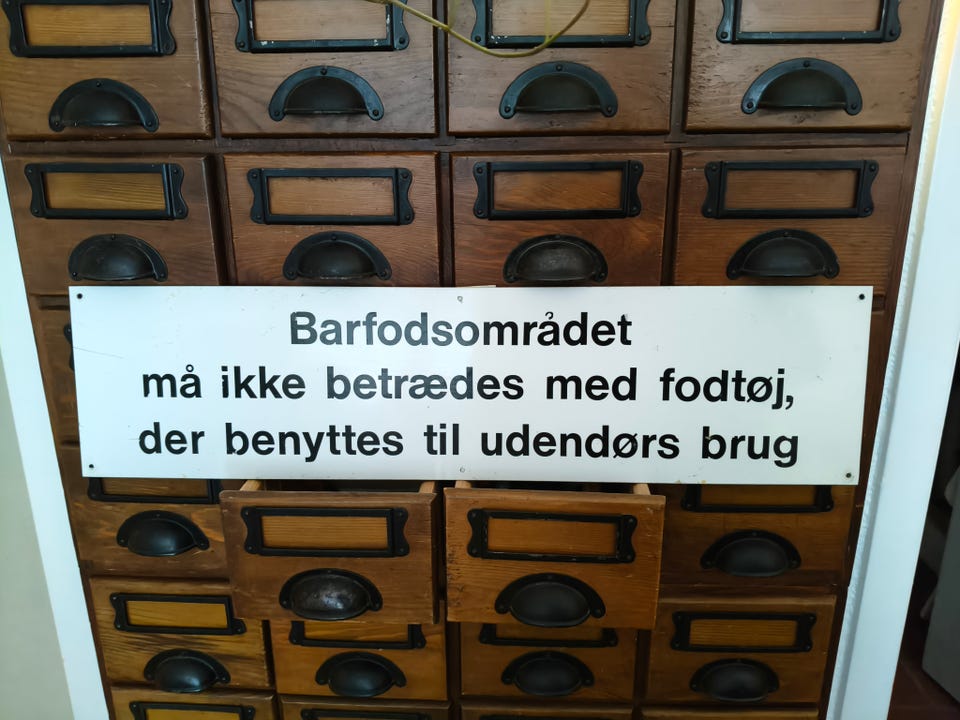 Barfodsområdet
må ikke betrædes med fodtøj,
der benyttes til udendørs brug